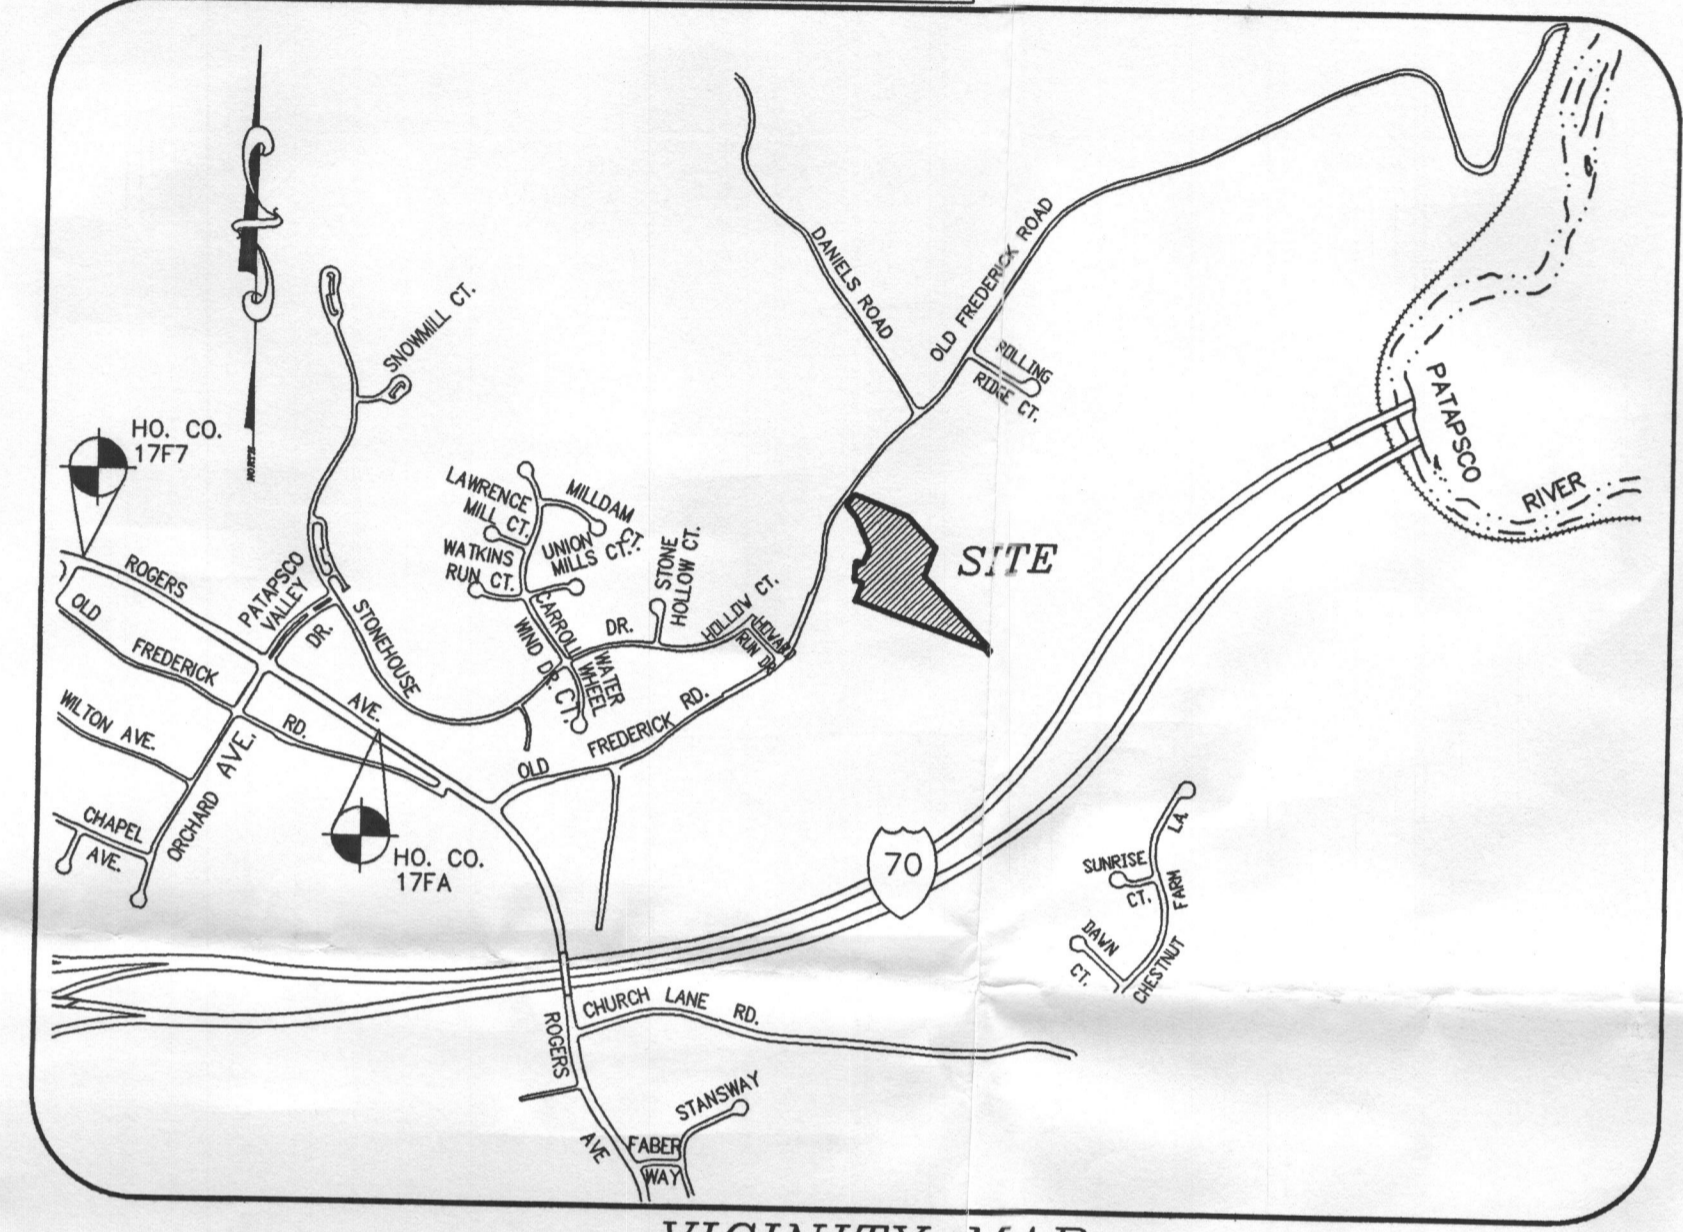 DANIELS ROAD
OLD FREDERICK ROAD
ROLLING
RIDGE CT.
SNOWMILL CT.
NORTH
HO. CO.
17F7
PATAPSCO
RIVER
LAWRENCE
MILL CT.
MILLDAM
CT.
WATKINS
RUN CT.
UNION
MILLS CT.
STONE
HOLLOW CT.
SITE
ROGERS
AVE.
PATAPSCO
VALLEY
DR.
STONEHOUSE
DR.
CARROLL
WIND DR.
WATER
WHEEL
CT.
HOLLOW CT.
HOWARD
RUN DR.
OLD
FREDERICK
RD.
WILTON AVE.
OLD
FREDERICK
RD.
CHAPEL
AVE.
ORCHARD AVE.
HO. CO.
17FA
70
SUNRISE
CT.
DAWN
CT.
CHESTNUT
FARM
LA.
CHURCH LANE RD.
ROGERS
AVE
STANSWAY
FABER
WAY
VICINITY MAP